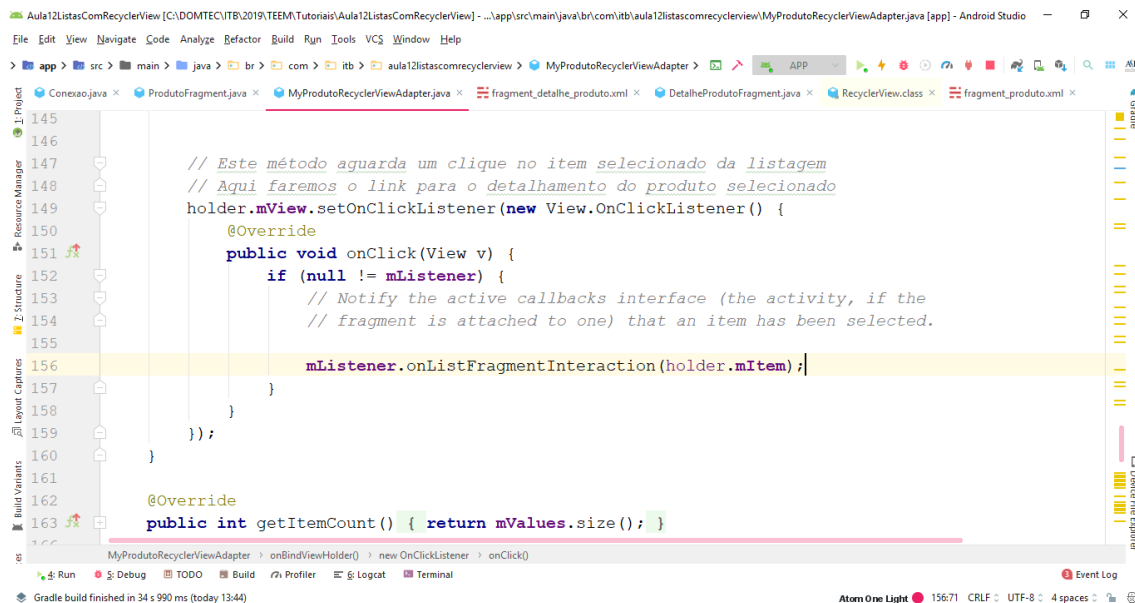 Aula12ListasComRecyclerView [C:\DOMTEC\ITB\2019\TEEM\Tutoriais\Aula12ListasComRecyclerView] - ...\app\src\main\java\br\com\itb\aula12listascomrecyclerview\MyProdutoRecyclerViewAdapter.java [app] - Android Studio
File Edit View Navigate Code Analyze Refactor Build Run Tools VCS Window Help
app src main java br com itb aula12listascomrecyclerview MyProdutoRecyclerViewAdapter APP
Conexao.java ProdutoFragment.java MyProdutoRecyclerViewAdapter.java fragment_detalhe_produto.xml DetalheProdutoFragment.java RecyclerView.class fragment_produto.xml
1: Project
Resource Manager
7: Structure
Layout Captures
Build Variants
Gradle
Device File Explorer
145
146
147 // Este método aguarda um clique no item selecionado da listagem
148 // Aqui faremos o link para o detalhamento do produto selecionado
149 holder.mView.setOnClickListener(new View.OnClickListener() {
150 @Override
151 public void onClick(View v) {
152 if (null != mListener) {
153 // Notify the active callbacks interface (the activity, if the
154 // fragment is attached to one) that an item has been selected.
155
156 mListener.onListFragmentInteraction(holder.mItem);
157 }
158 }
159 });
160 }
161
162 @Override
163 public int getItemCount() { return mValues.size(); }
MyProdutoRecyclerViewAdapter > onBindViewHolder() > new OnClickListener > onClick()
4: Run 5: Debug TODO Build Profiler 6: Logcat Terminal 3 Event Log
Gradle build finished in 34 s 990 ms (today 13:44) Atom One Light 156:71 CRLF UTF-8 4 spaces